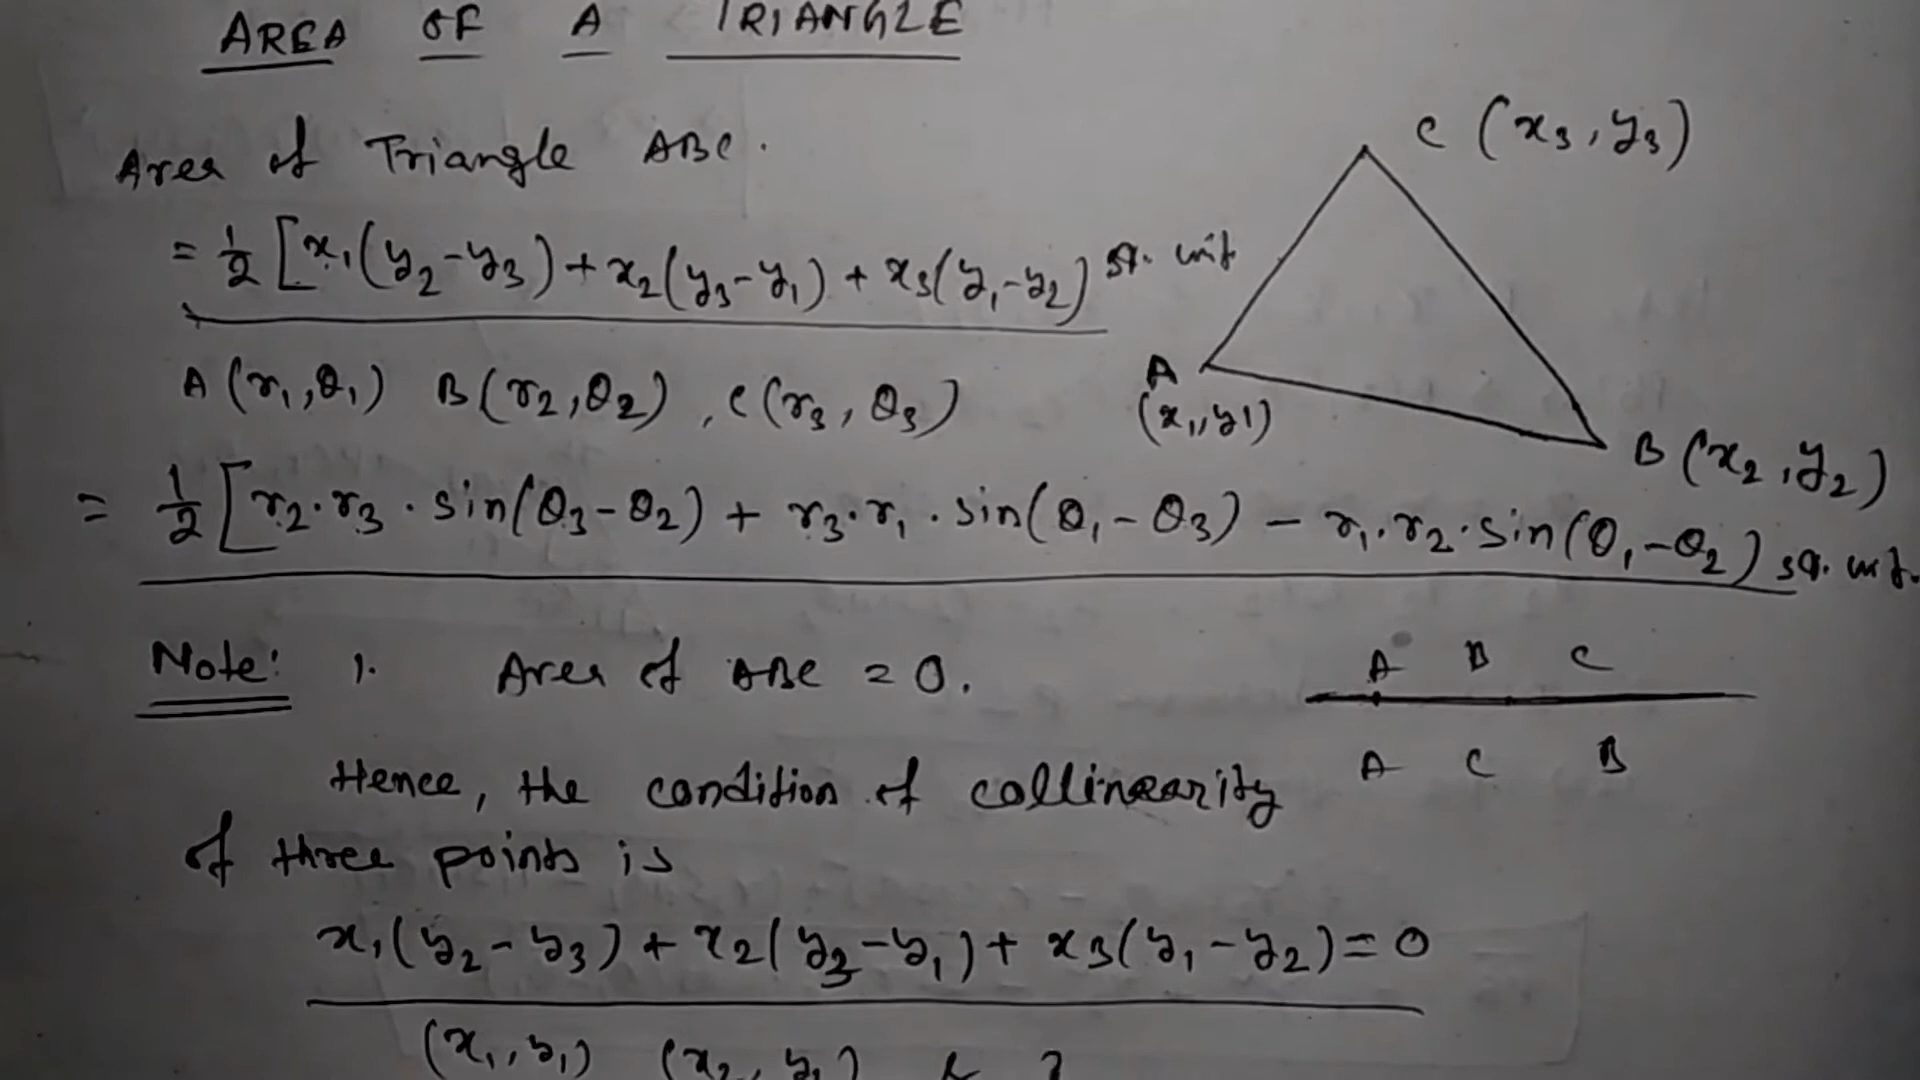 AREA OF A TRIANGLE
Area of Triangle ABC.
= 1/2 [x₁(y₂-y₃) + x₂(y₃-y₁) + x₃(y₁-y₂] sq. unit
C (x₃, y₃)
A
(x₁, y1)
B (x₂, y₂)
A (r₁, θ₁) B (r₂, θ₂), C (r₃, θ₃)
= 1/2 [r₂.r₃ . sin(θ₃-θ₂) + r₃.r₁ . sin(θ₁-θ₃) - r₁.r₂.sin(θ₁-θ₂) sq. unit.
Note: 1. Area of ABC = 0.
A B C
A C B
Hence, the condition of collinearity
of three points is
x₁(y₂-y₃) + x₂(y₃-y₁) + x₃(y₁-y₂) = 0
(x₁, y₁) (x₂,